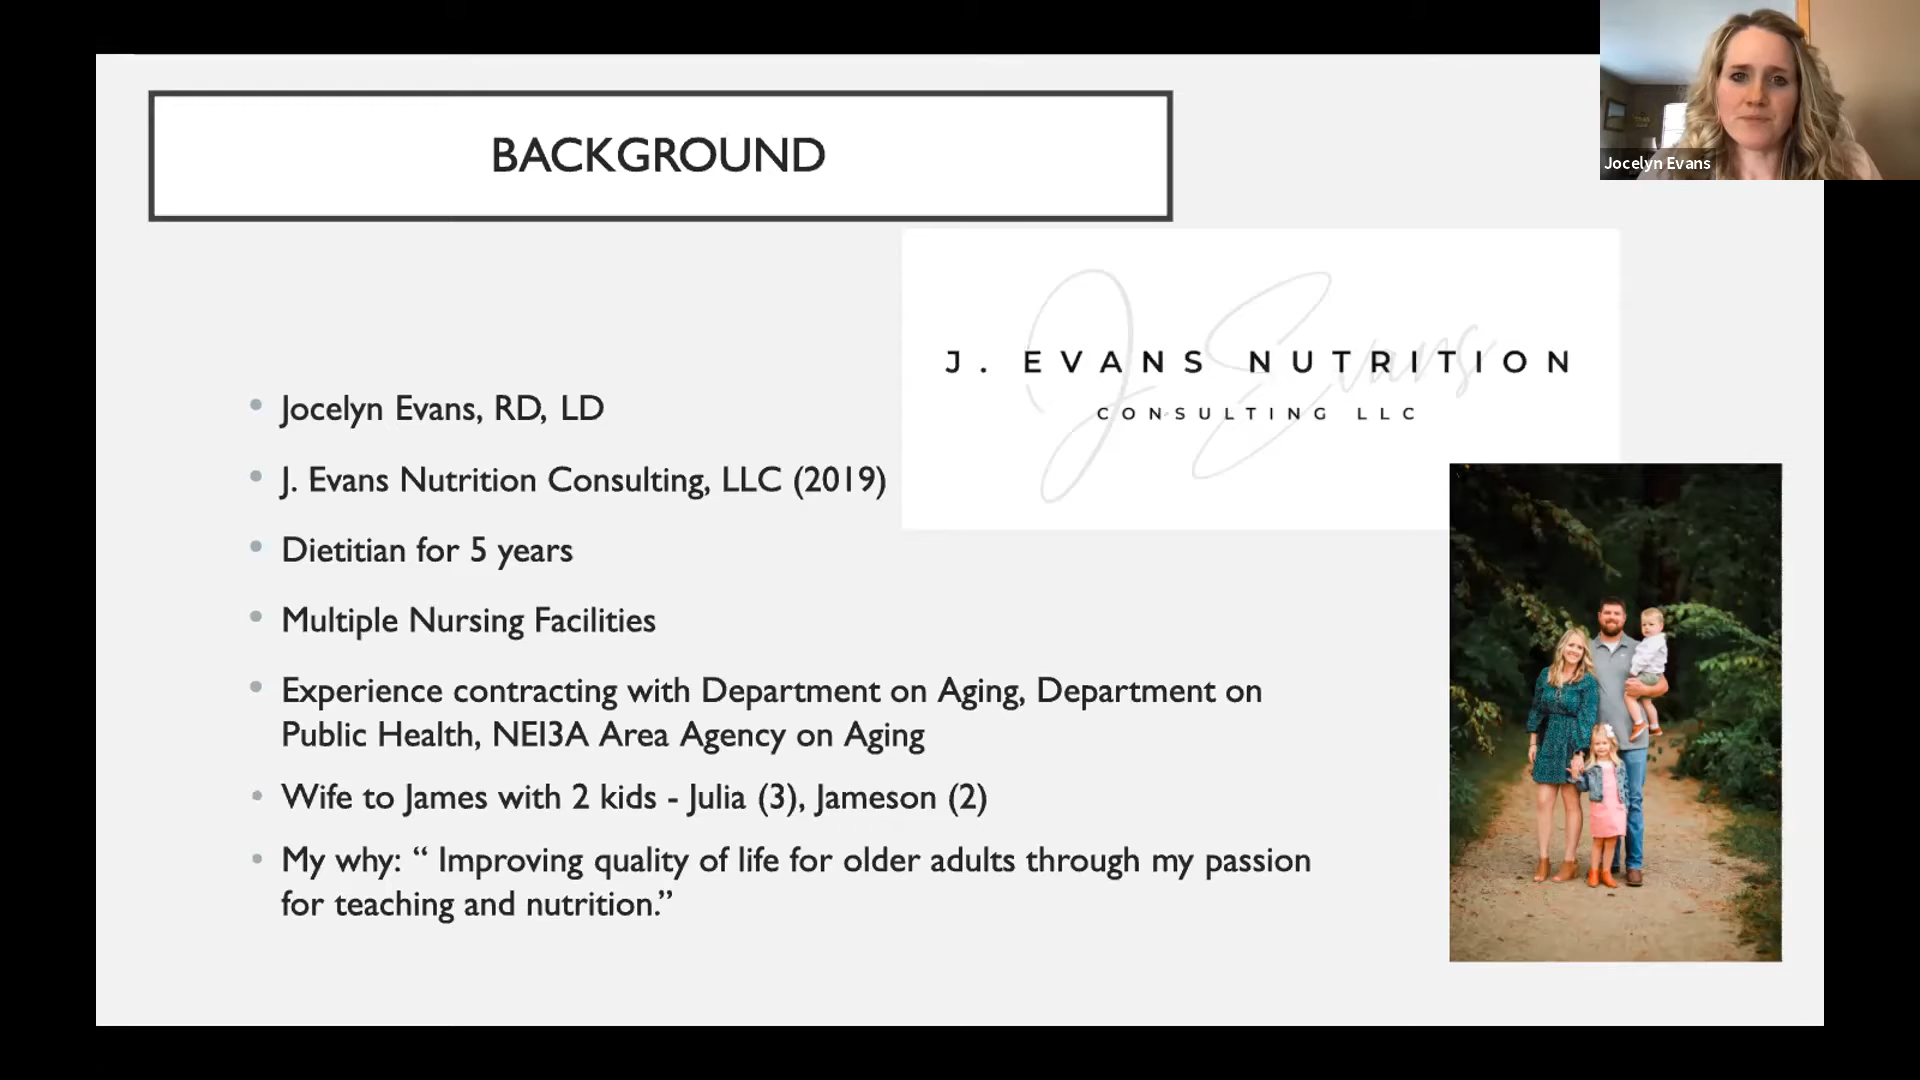 BACKGROUND
Jocelyn Evans
J Evans
J. EVANS NUTRITION
CONSULTING LLC
• Jocelyn Evans, RD, LD
• J. Evans Nutrition Consulting, LLC (2019)
• Dietitian for 5 years
• Multiple Nursing Facilities
• Experience contracting with Department on Aging, Department on
Public Health, NEI3A Area Agency on Aging
• Wife to James with 2 kids - Julia (3), Jameson (2)
• My why: “ Improving quality of life for older adults through my passion
for teaching and nutrition.”